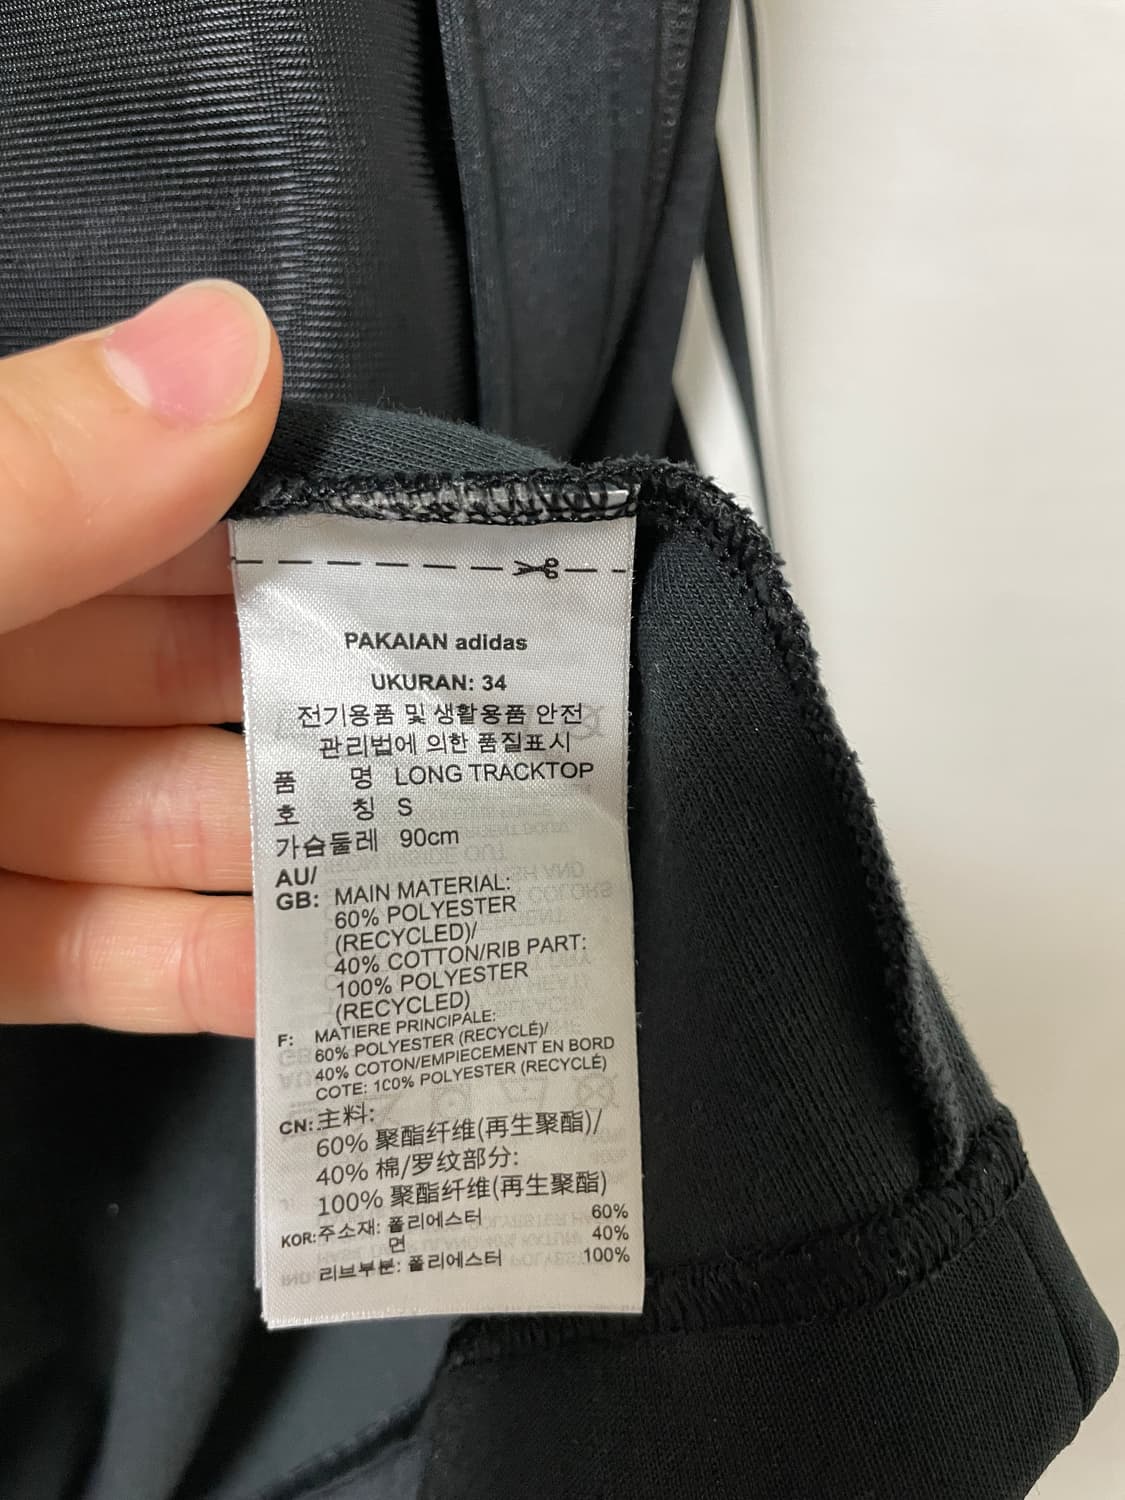 PAKAIAN adidas
UKURAN: 34
전기용품 및 생활용품 안전
관리법에 의한 품질표시
품 명 LONG TRACKTOP
호 칭 S
가슴둘레 90cm
AU/
GB: MAIN MATERIAL:
60% POLYESTER
(RECYCLED)/
40% COTTON/RIB PART:
100% POLYESTER
(RECYCLED)
F: MATIERE PRINCIPALE:
60% POLYESTER (RECYCLÉ)/
40% COTON/EMPIECEMENT EN BORD
COTE: 100% POLYESTER (RECYCLÉ)
CN: 主料:
60% 聚酯纤维(再生聚酯)/
40% 棉/罗纹部分:
100% 聚酯纤维(再生聚酯)
KOR: 주소재: 폴리에스터 60%
면 40%
리브부분: 폴리에스터 100%